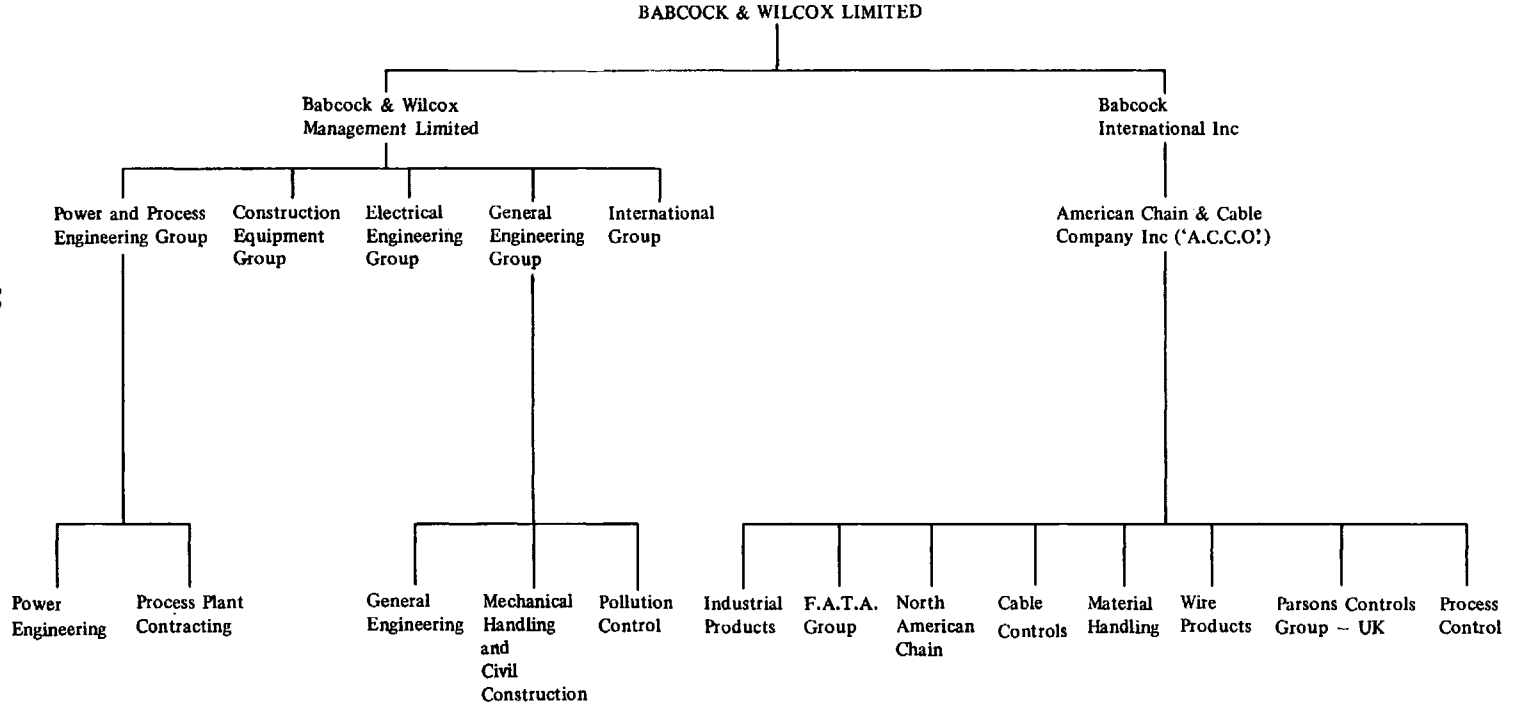 BABCOCK & WILCOX LIMITED
Babcock & Wilcox
Management Limited
Babcock
International Inc
Power and Process
Engineering Group
Construction
Equipment
Group
Electrical
Engineering
Group
General
Engineering
Group
International
Group
American Chain & Cable
Company Inc ('A.C.C.O'.)
Power
Engineering
Process Plant
Contracting
General
Engineering
Mechanical
Handling
and
Civil
Construction
Pollution
Control
Industrial
Products
F.A.T.A.
Group
North
American
Chain
Cable
Controls
Material
Handling
Wire
Products
Parsons Controls
Group – UK
Process
Control